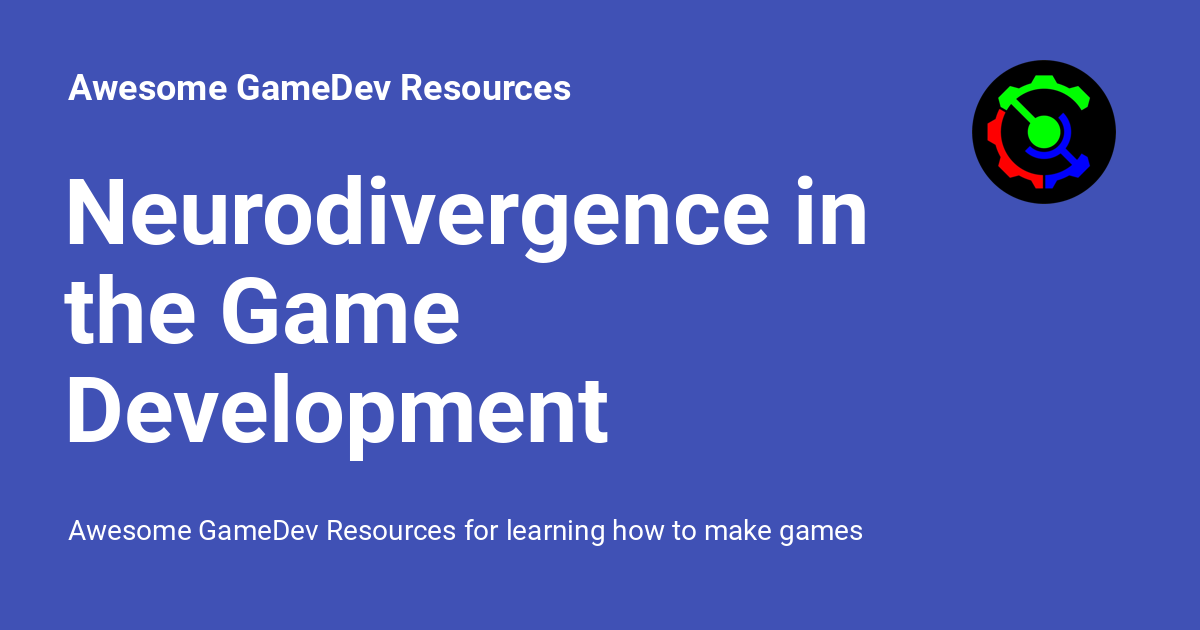 Awesome GameDev Resources
Neurodivergence in
the Game
Development
Awesome GameDev Resources for learning how to make games